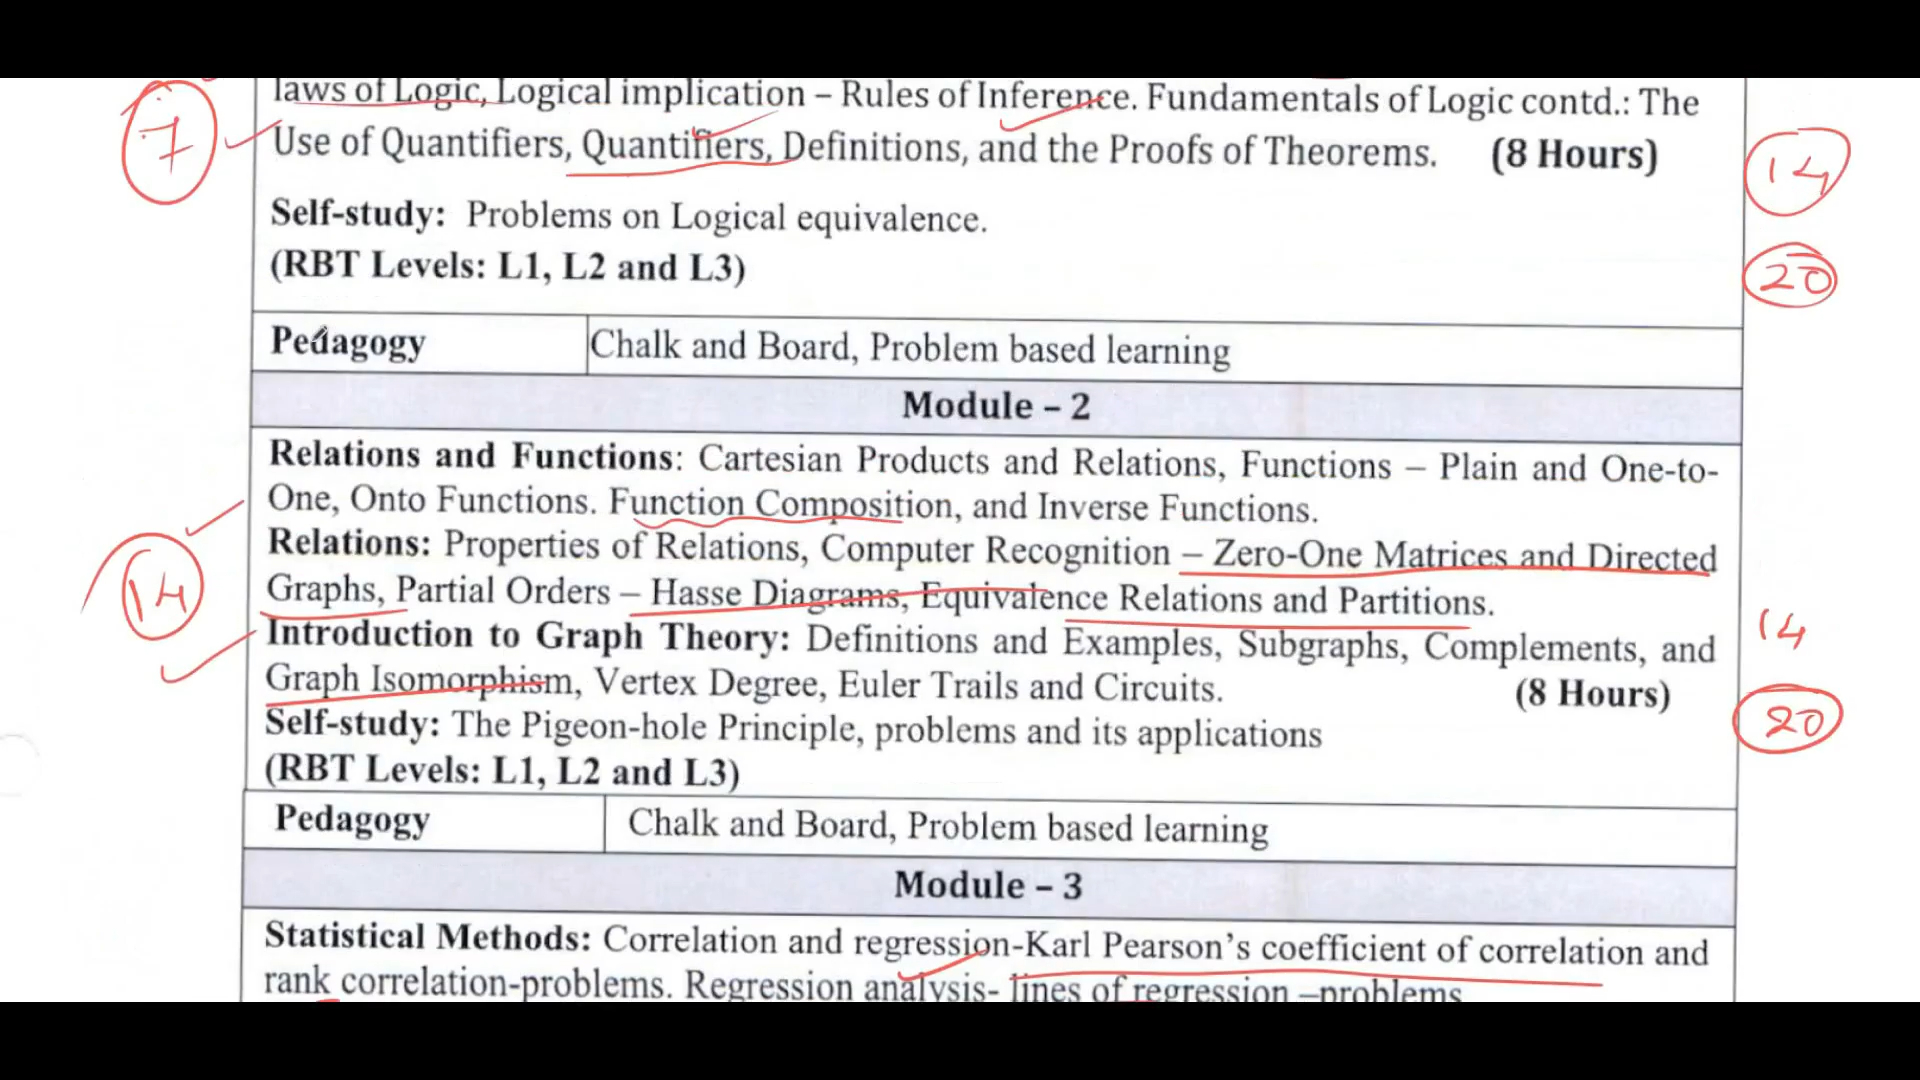 laws of Logic, Logical implication – Rules of Inference. Fundamentals of Logic contd.: The
7 Use of Quantifiers, Quantifiers, Definitions, and the Proofs of Theorems. (8 Hours) 14
Self-study: Problems on Logical equivalence.
20
(RBT Levels: L1, L2 and L3)
Pedagogy Chalk and Board, Problem based learning
Module – 2
Relations and Functions: Cartesian Products and Relations, Functions – Plain and One-to-
One, Onto Functions. Function Composition, and Inverse Functions.
Relations: Properties of Relations, Computer Recognition – Zero-One Matrices and Directed
14 Graphs, Partial Orders – Hasse Diagrams, Equivalence Relations and Partitions.
Introduction to Graph Theory: Definitions and Examples, Subgraphs, Complements, and 14
Graph Isomorphism, Vertex Degree, Euler Trails and Circuits. (8 Hours)
Self-study: The Pigeon-hole Principle, problems and its applications 20
(RBT Levels: L1, L2 and L3)
Pedagogy Chalk and Board, Problem based learning
Module – 3
Statistical Methods: Correlation and regression-Karl Pearson’s coefficient of correlation and
rank correlation-problems. Regression analysis- lines of regression –problems